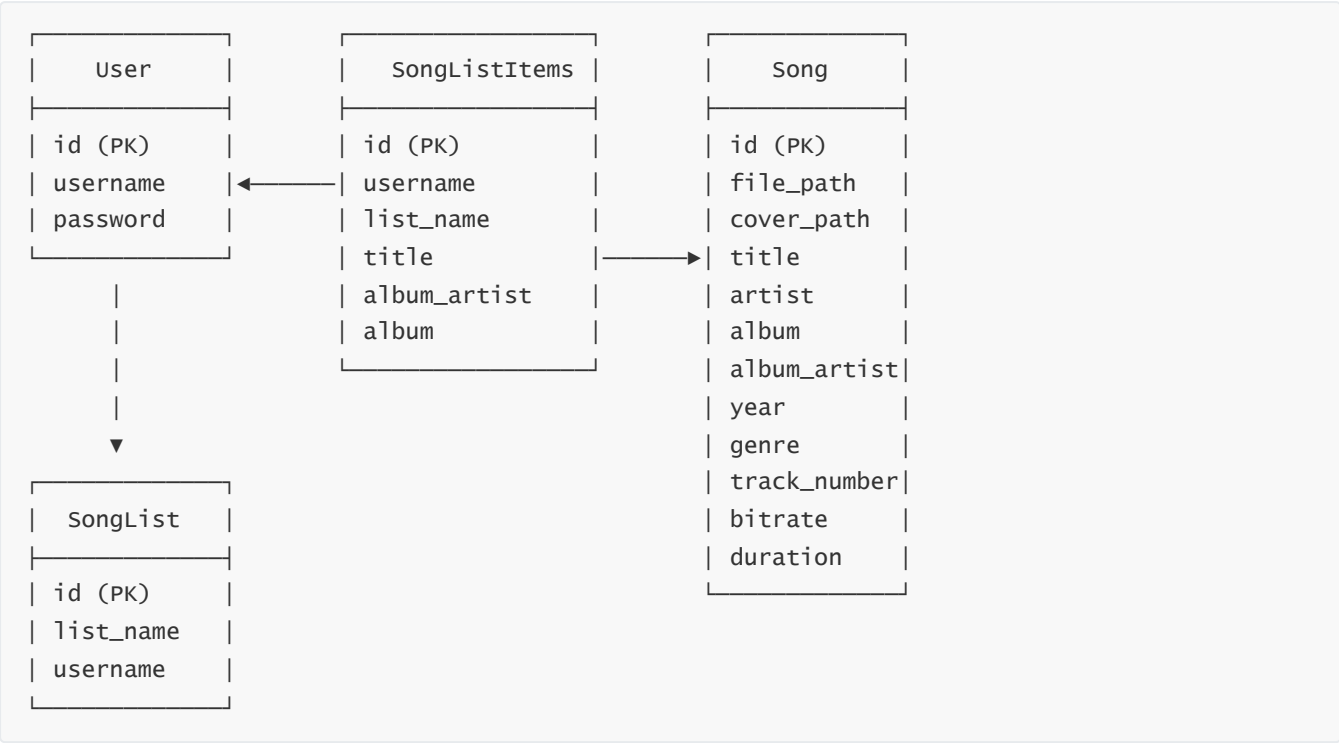 User SongListItems Song
id (PK) id (PK) id (PK)
username username file_path
password list_name cover_path
title title
album_artist artist
album album
album_artist
year
genre
track_number
SongList bitrate
duration
id (PK)
list_name
username